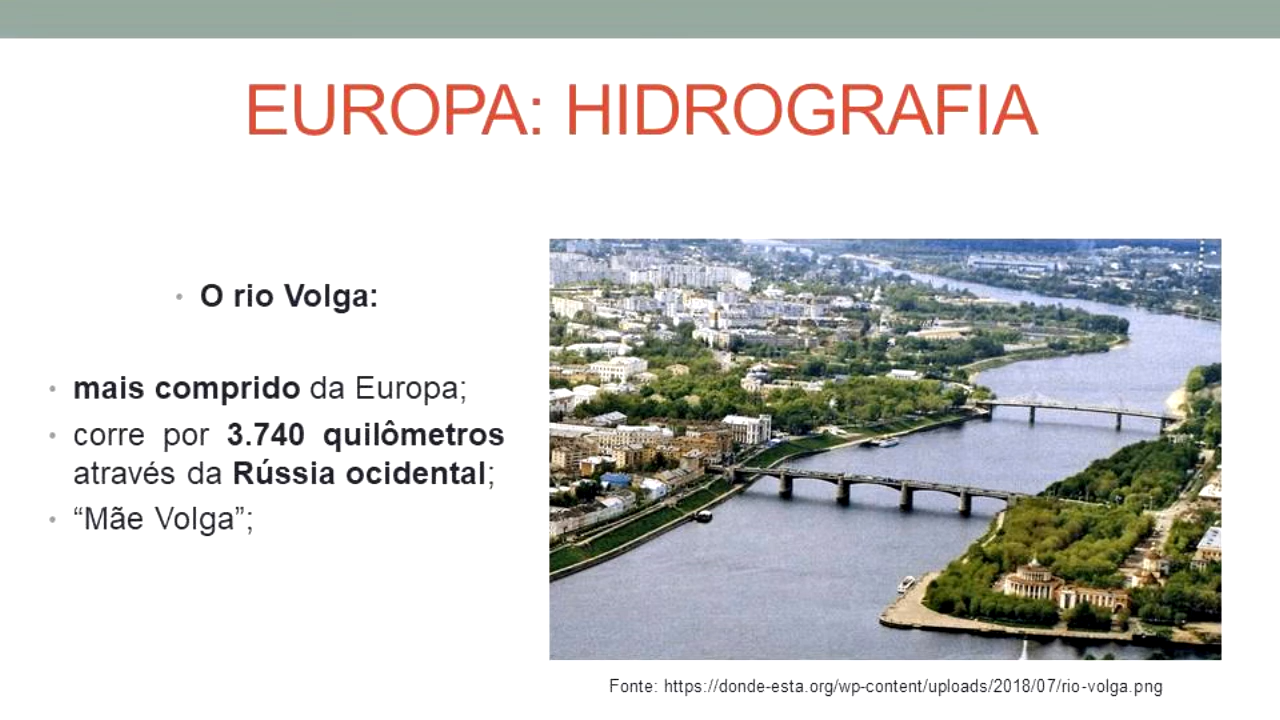 EUROPA: HIDROGRAFIA
• O rio Volga:
• mais comprido da Europa;
• corre por 3.740 quilômetros
através da Rússia ocidental;
• “Mãe Volga”;
Fonte: https://donde-esta.org/wp-content/uploads/2018/07/rio-volga.png